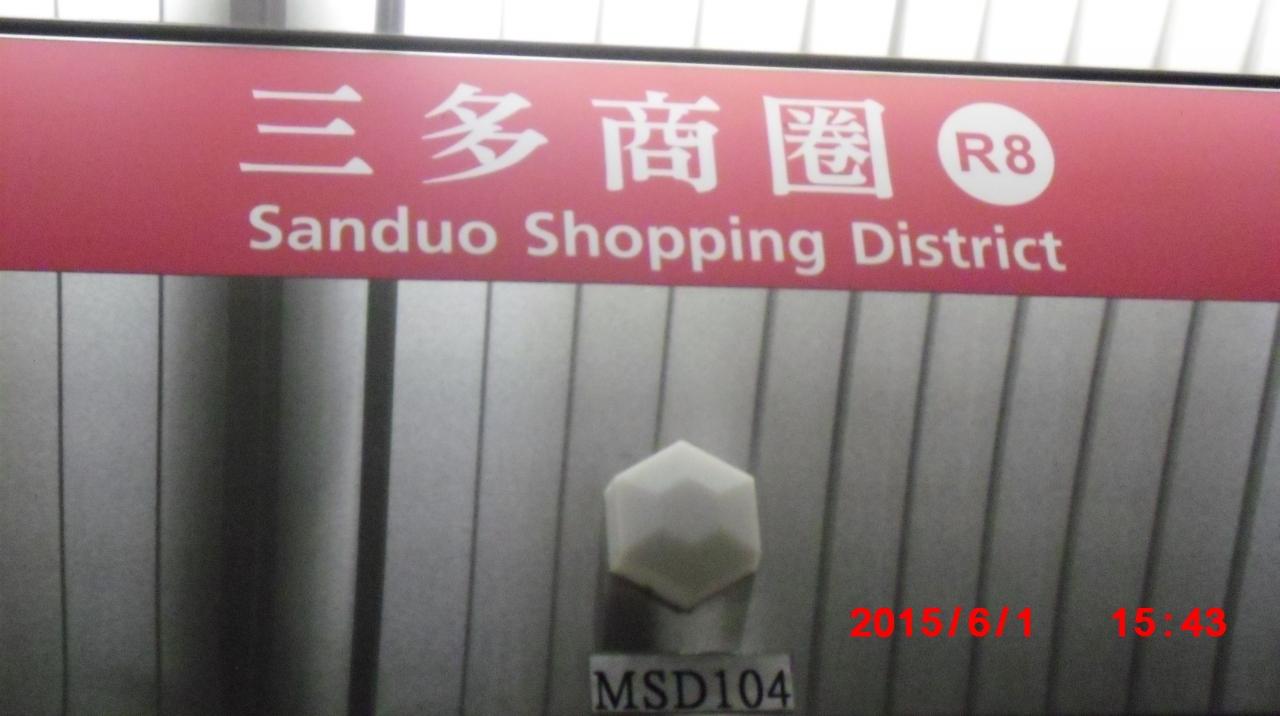 三多商圈 R8
Sanduo Shopping District
2015/6/1 15:43
MSD104